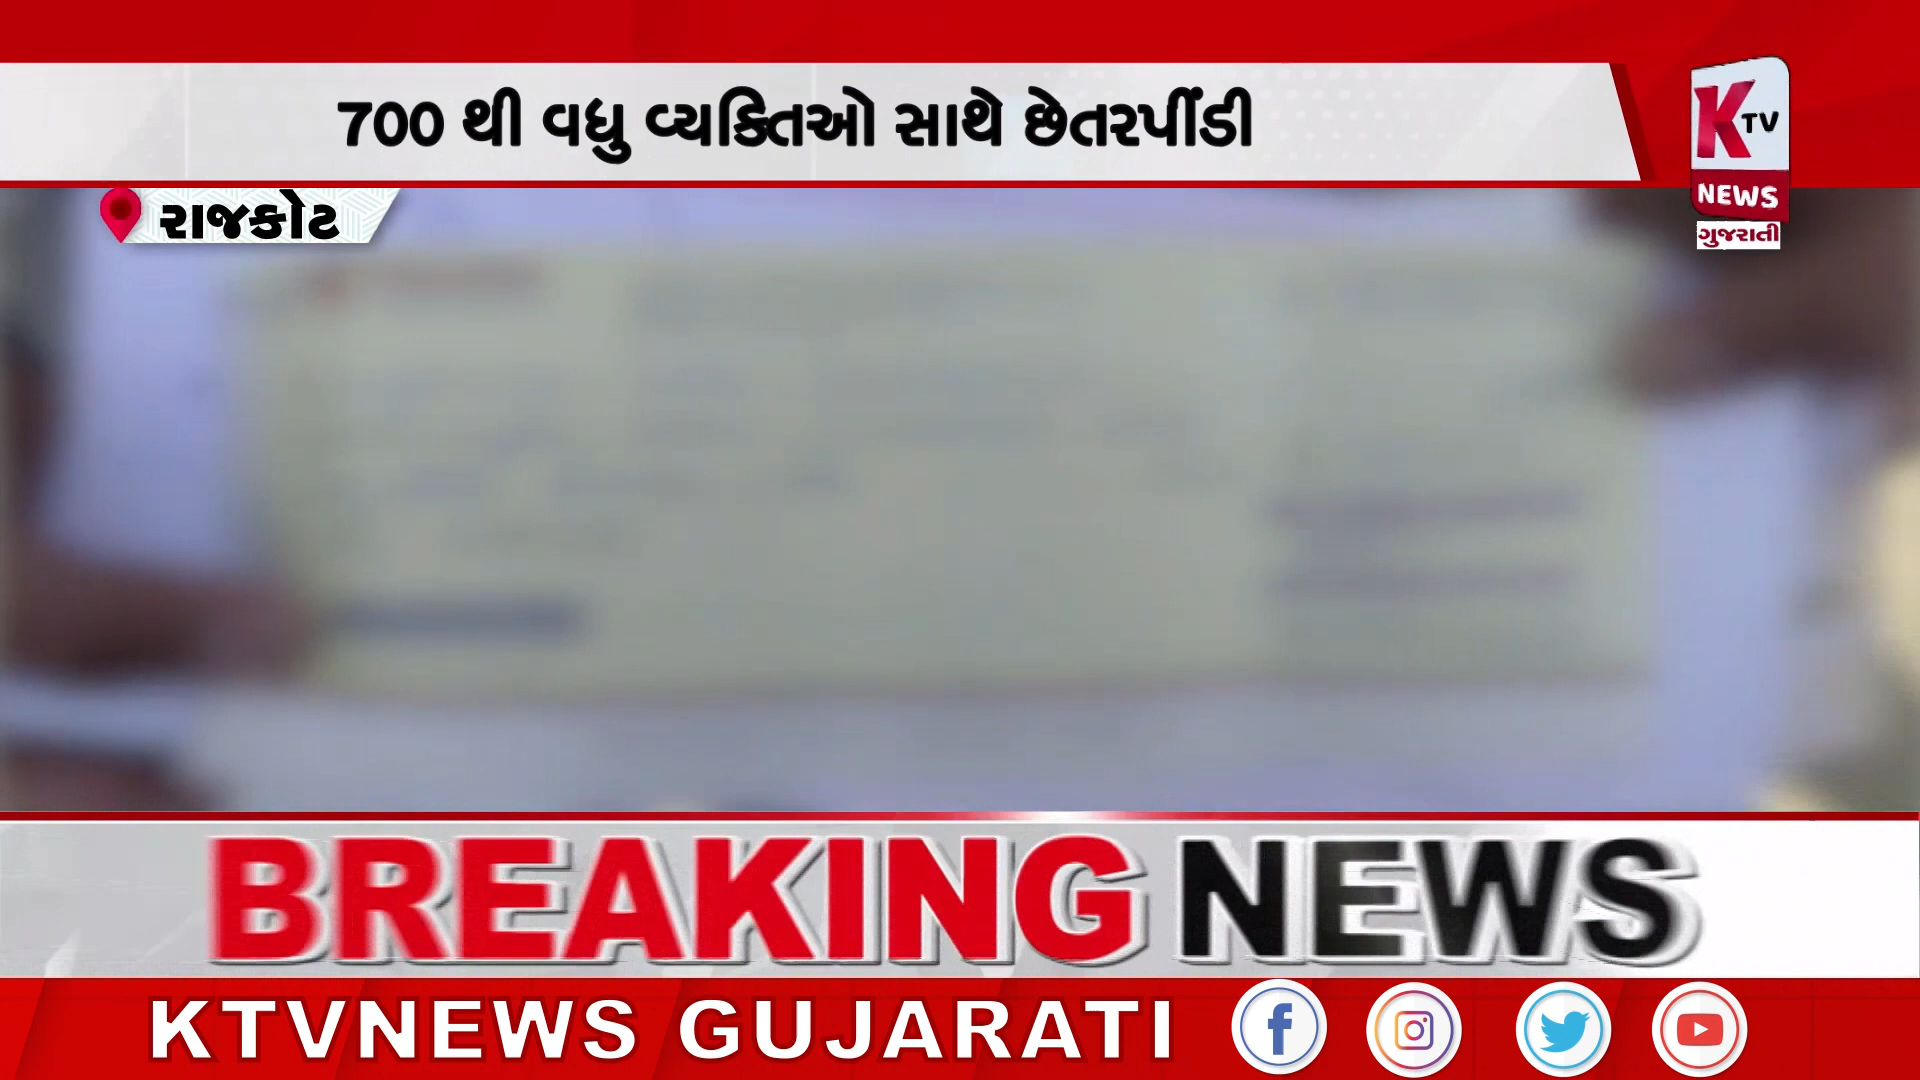 700 થી વધુ વ્યક્તિઓ સાથે છેતરપીંડી
K TV
NEWS
ગુજરાતી
રાજકોટ
BREAKING NEWS
KTVNEWS GUJARATI